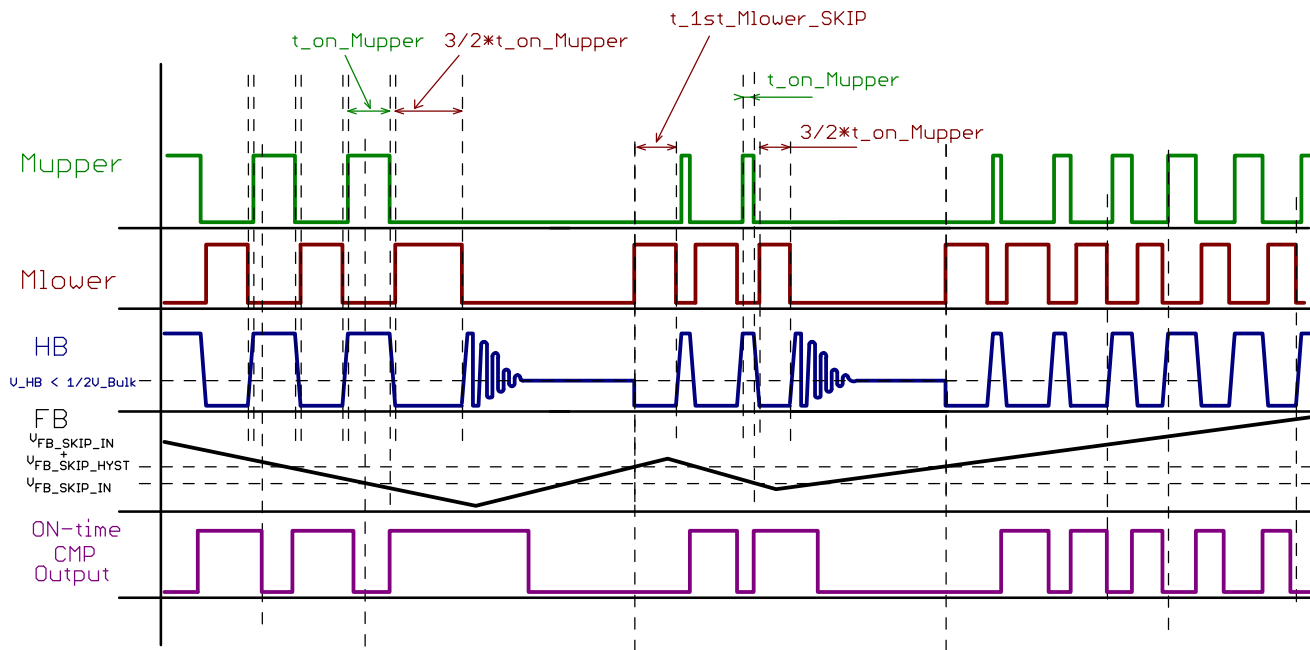 t_1st_Mlower_SKIP
t_on_Mupper
3/2*t_on_Mupper
t_on_Mupper
3/2*t_on_Mupper
Mupper
Mlower
HB
V_HB < 1/2V_Bulk
FB
VFB_SKIP_IN
+
VFB_SKIP_HYST
VFB_SKIP_IN
ON-time
CMP
Output